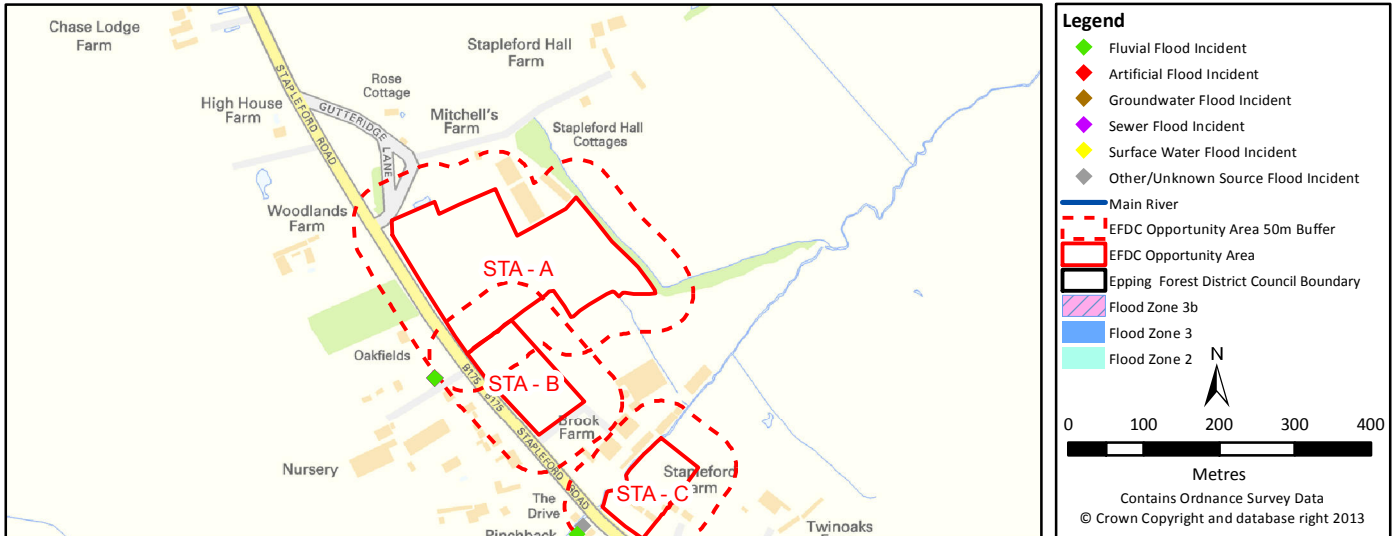 Chase Lodge
Farm
Stapleford Hall
Farm
STAPLEFORD ROAD
Rose
Cottage
High House
Farm
GUTTERIDGE LANE
Mitchell's
Farm
Stapleford Hall
Cottages
Woodlands
Farm
STA - A
Oakfields
B175
STA - B
B175
Brook
Farm
STAPLEFORD ROAD
Nursery
Stapleford
Farm
STA - C
The
Drive
Pinchback
Twinoaks
Legend
Fluvial Flood Incident
Artificial Flood Incident
Groundwater Flood Incident
Sewer Flood Incident
Surface Water Flood Incident
Other/Unknown Source Flood Incident
Main River
EFDC Opportunity Area 50m Buffer
EFDC Opportunity Area
Epping Forest District Council Boundary
Flood Zone 3b
Flood Zone 3
Flood Zone 2
N
0 100 200 300 400
Metres
Contains Ordnance Survey Data
© Crown Copyright and database right 2013